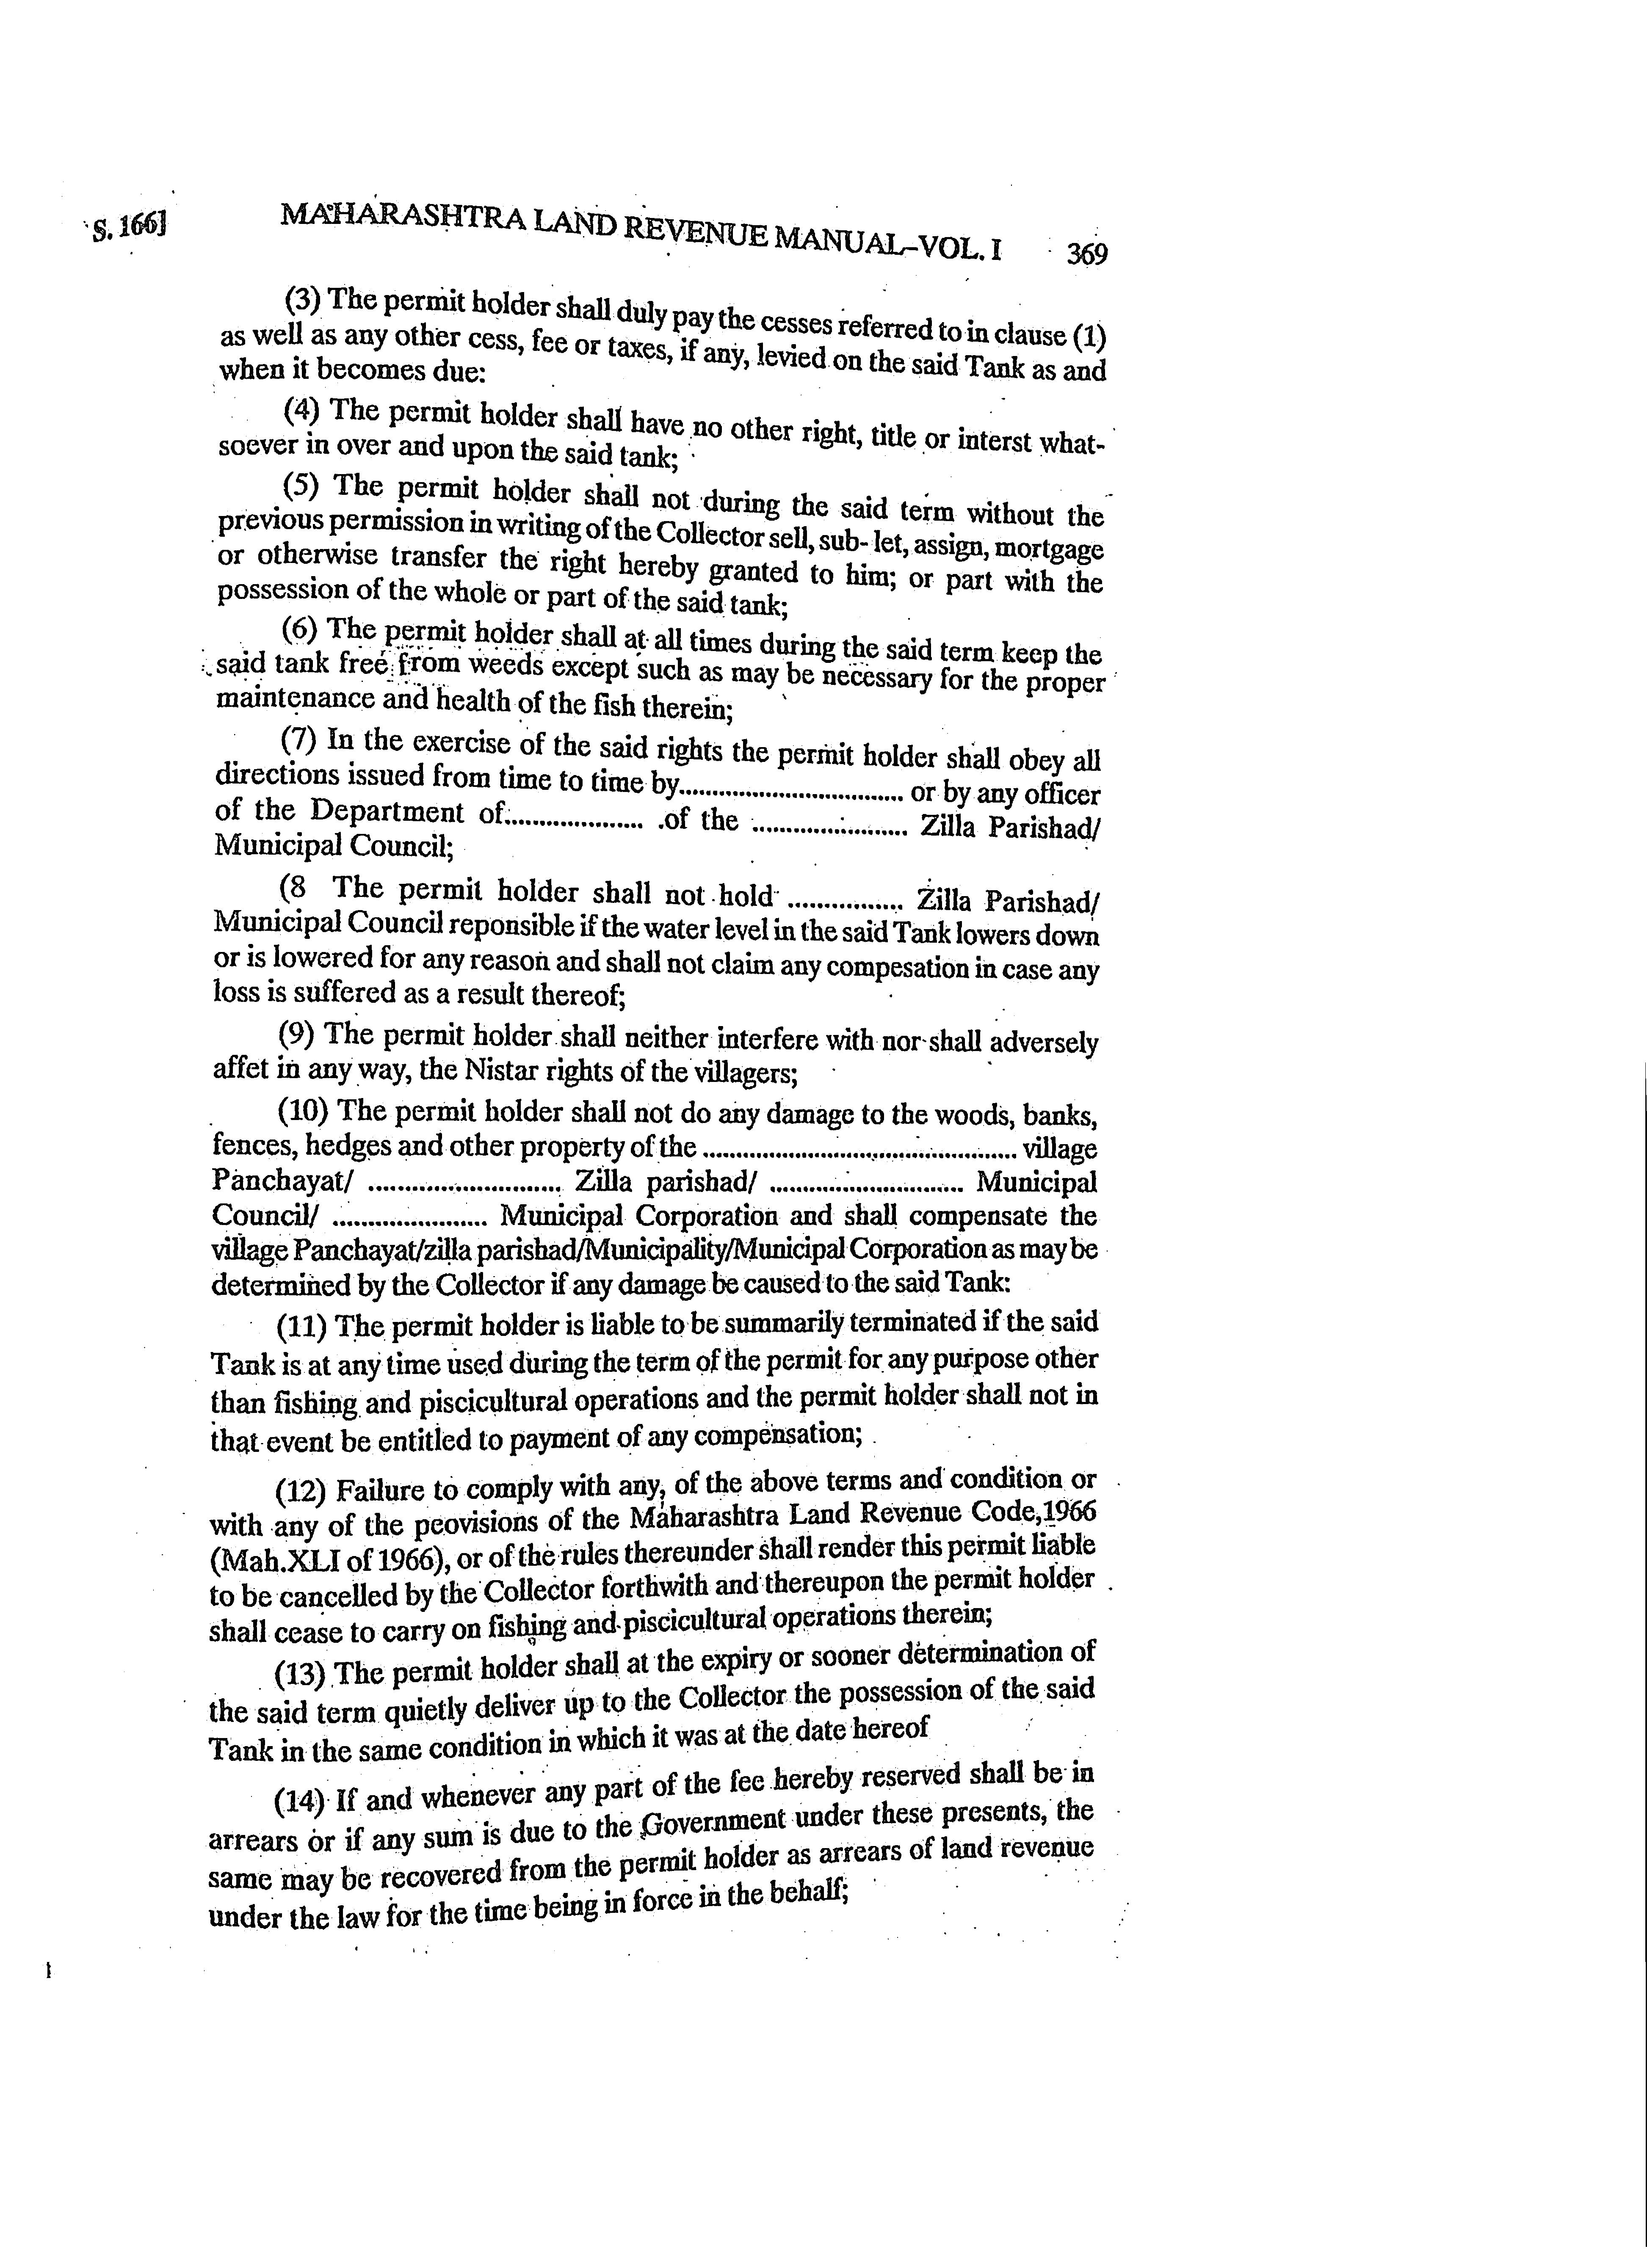 S. 166]
MAHARASHTRA LAND REVENUE MANUAL–VOL. I
369
(3) The permit holder shall duly pay the cesses referred to in clause (1)
as well as any other cess, fee or taxes, if any, levied on the said Tank as and
when it becomes due:
(4) The permit holder shall have no other right, title or interst what-
soever in over and upon the said tank;
(5) The permit holder shall not during the said term without the
previous permission in writing of the Collector sell, sub- let, assign, mortgage
or otherwise transfer the right hereby granted to him; or part with the
possession of the whole or part of the said tank;
(6) The permit holder shall at all times during the said term keep the
said tank free from weeds except such as may be necessary for the proper
maintenance and health of the fish therein;
(7) In the exercise of the said rights the permit holder shall obey all
directions issued from time to time by................................. or by any officer
of the Department of.................... .of the ....................... Zilla Parishad/
Municipal Council;
(8 The permit holder shall not hold ................ Zilla Parishad/
Municipal Council reponsible if the water level in the said Tank lowers down
or is lowered for any reason and shall not claim any compesation in case any
loss is suffered as a result thereof;
(9) The permit holder shall neither interfere with nor shall adversely
affet in any way, the Nistar rights of the villagers;
(10) The permit holder shall not do any damage to the woods, banks,
fences, hedges and other property of the .............................................. village
Panchayat/ ........................... Zilla parishad/ ........................... Municipal
Council/ ...................... Municipal Corporation and shall compensate the
village Panchayat/zilla parishad/Municipality/Municipal Corporation as may be
determined by the Collector if any damage be caused to the said Tank:
(11) The permit holder is liable to be summarily terminated if the said
Tank is at any time used during the term of the permit for any purpose other
than fishing and piscicultural operations and the permit holder shall not in
that event be entitled to payment of any compensation;
(12) Failure to comply with any, of the above terms and condition or
with any of the peovisions of the Maharashtra Land Revenue Code,1966
(Mah.XLI of 1966), or of the rules thereunder shall render this permit liable
to be cancelled by the Collector forthwith and thereupon the permit holder
shall cease to carry on fishing and piscicultural operations therein;
(13) The permit holder shall at the expiry or sooner determination of
the said term quietly deliver up to the Collector the possession of the said
Tank in the same condition in which it was at the date hereof
(14) If and whenever any part of the fee hereby reserved shall be in
arrears or if any sum is due to the Government under these presents, the
same may be recovered from the permit holder as arrears of land revenue
under the law for the time being in force in the behalf;